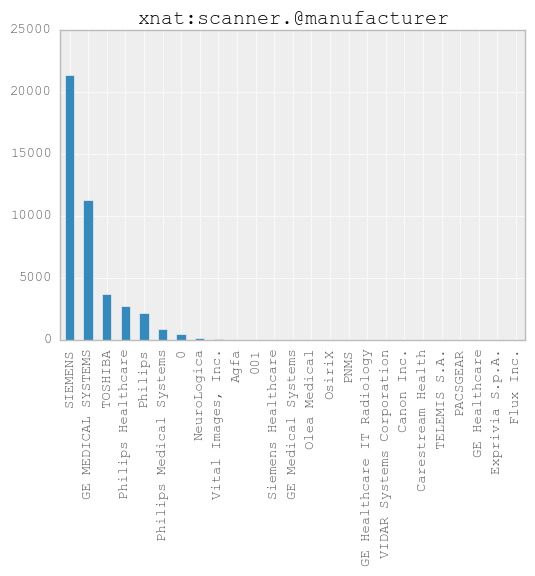 xnat:scanner.@manufacturer
25000
20000
15000
10000
5000
0
SIEMENS
GE MEDICAL SYSTEMS
TOSHIBA
Philips Healthcare
Philips
Philips Medical Systems
0
NeuroLogica
Vital Images, Inc.
Agfa
001
Siemens Healthcare
GE Medical Systems
Olea Medical
OsiriX
PNMS
GE Healthcare IT Radiology
VIDAR Systems Corporation
Canon Inc.
Carestream Health
TELEMIS S.A.
PACSGEAR
GE Healthcare
Exprivia S.p.A.
Flux Inc.